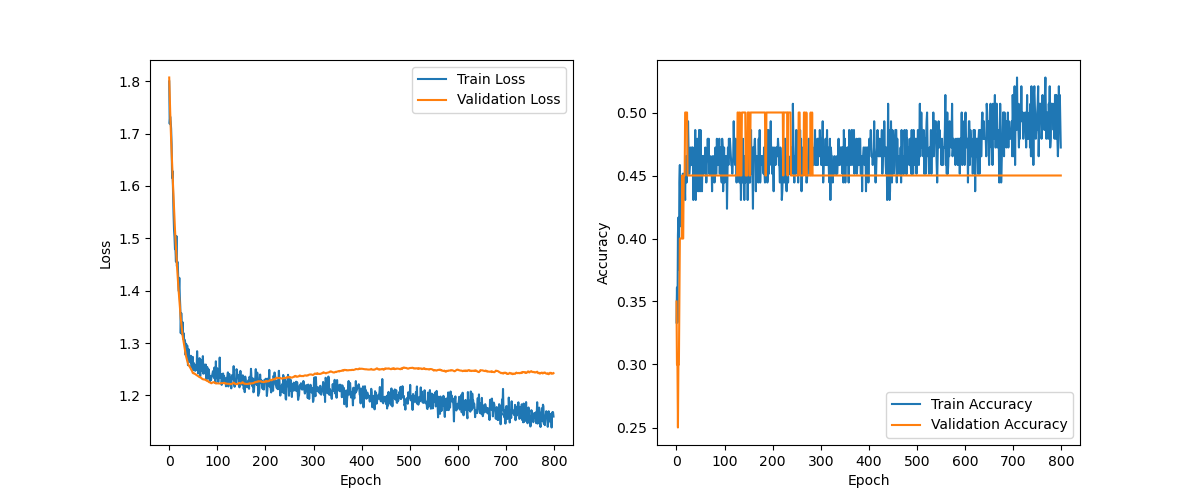 1.8
1.7
1.6
1.5
1.4
1.3
1.2
Loss
0 100 200 300 400 500 600 700 800
Epoch
Train Loss
Validation Loss
0.50
0.45
0.40
0.35
0.30
0.25
Accuracy
0 100 200 300 400 500 600 700 800
Epoch
Train Accuracy
Validation Accuracy